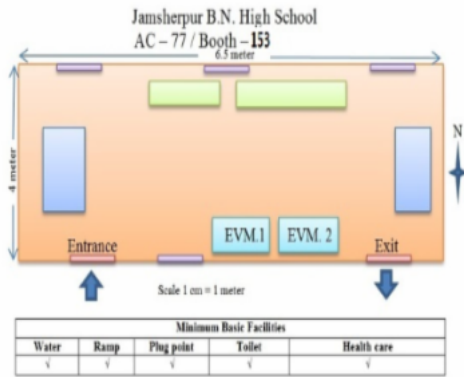 Jamsherpur B.N. High School
AC – 77 / Booth – 153
6.5 meter
N
4 meter
EVM.1 EVM. 2
Entrance Exit
Scale 1 cm = 1 meter
Minimum Basic Facilities
Water Ramp Plug point Toilet Health care
√ √ √ √ √